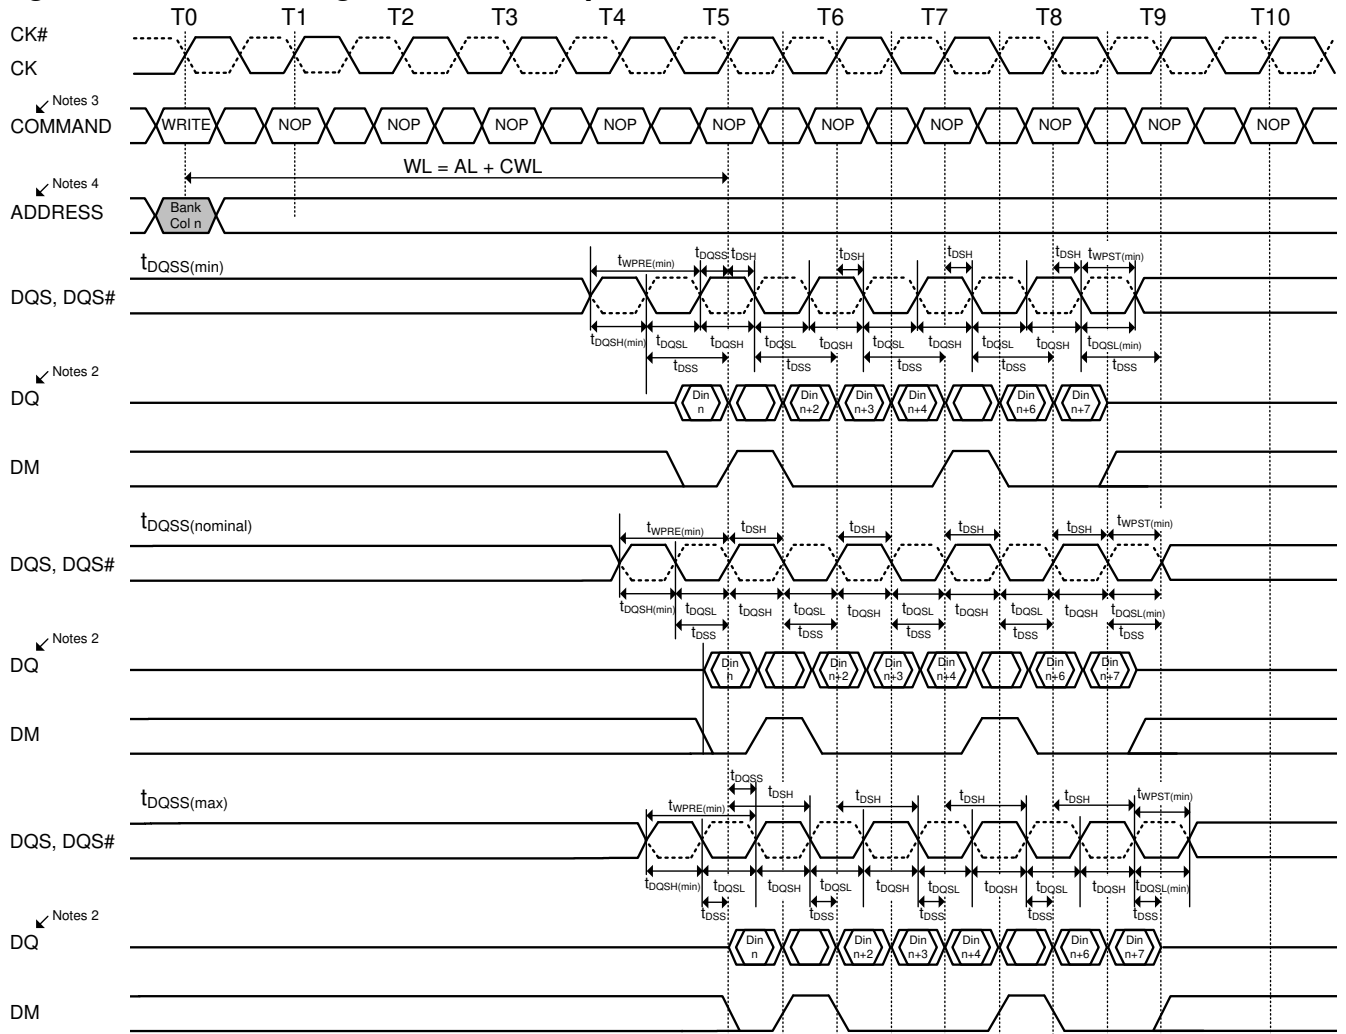 T0 T1 T2 T3 T4 T5 T6 T7 T8 T9 T10
CK#
CK
Notes 3
COMMAND WRITE NOP NOP NOP NOP NOP NOP NOP NOP NOP NOP
WL = AL + CWL
Notes 4
ADDRESS Bank
Col n
tDQSS(min) tWPRE(min) tDQSS tDSH tDSH tDSH tDSH tWPST(min)
DQS, DQS#
tDQSH(min) tDQSL tDQSH tDQSL tDQSH tDQSL tDQSH tDQSL tDQSH tDQSL(min)
tDSS tDSS tDSS tDSS tDSS
Notes 2
DQ Din n Din n+2 Din n+3 Din n+4 Din n+6 Din n+7
DM
tDQSS(nominal) tWPRE(min) tDSH tDSH tDSH tDSH tWPST(min)
DQS, DQS#
tDQSH(min) tDQSL tDQSH tDQSL tDQSH tDQSL tDQSH tDQSL tDQSH tDQSL(min)
tDSS tDSS tDSS tDSS tDSS
Notes 2
DQ Din n Din n+2 Din n+3 Din n+4 Din n+6 Din n+7
DM
tDQSS
tDQSS(max) tWPRE(min) tDSH tDSH tDSH tDSH tWPST(min)
DQS, DQS#
tDQSH(min) tDQSL tDQSH tDQSL tDQSH tDQSL tDQSH tDQSL tDQSH tDQSL(min)
tDSS tDSS tDSS tDSS tDSS
Notes 2
DQ Din n Din n+2 Din n+3 Din n+4 Din n+6 Din n+7
DM